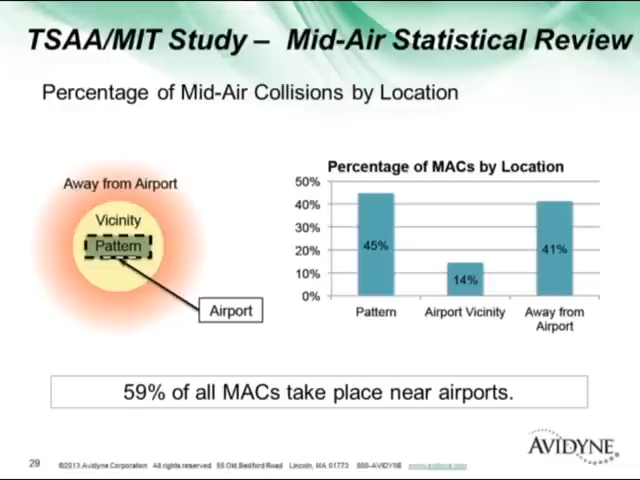 TSAA/MIT Study – Mid-Air Statistical Review
Percentage of Mid-Air Collisions by Location
Away from Airport
Vicinity
Pattern
Airport
Percentage of MACs by Location
50%
40%
30%
20%
10%
0%
45%
14%
41%
Pattern
Airport Vicinity
Away from
Airport
59% of all MACs take place near airports.
AVIDYNE
29
©2013 Avidyne Corporation All rights reserved 55 Old Bedford Road Lincoln, MA 01773 800-AVIDYNE www.avidyne.com